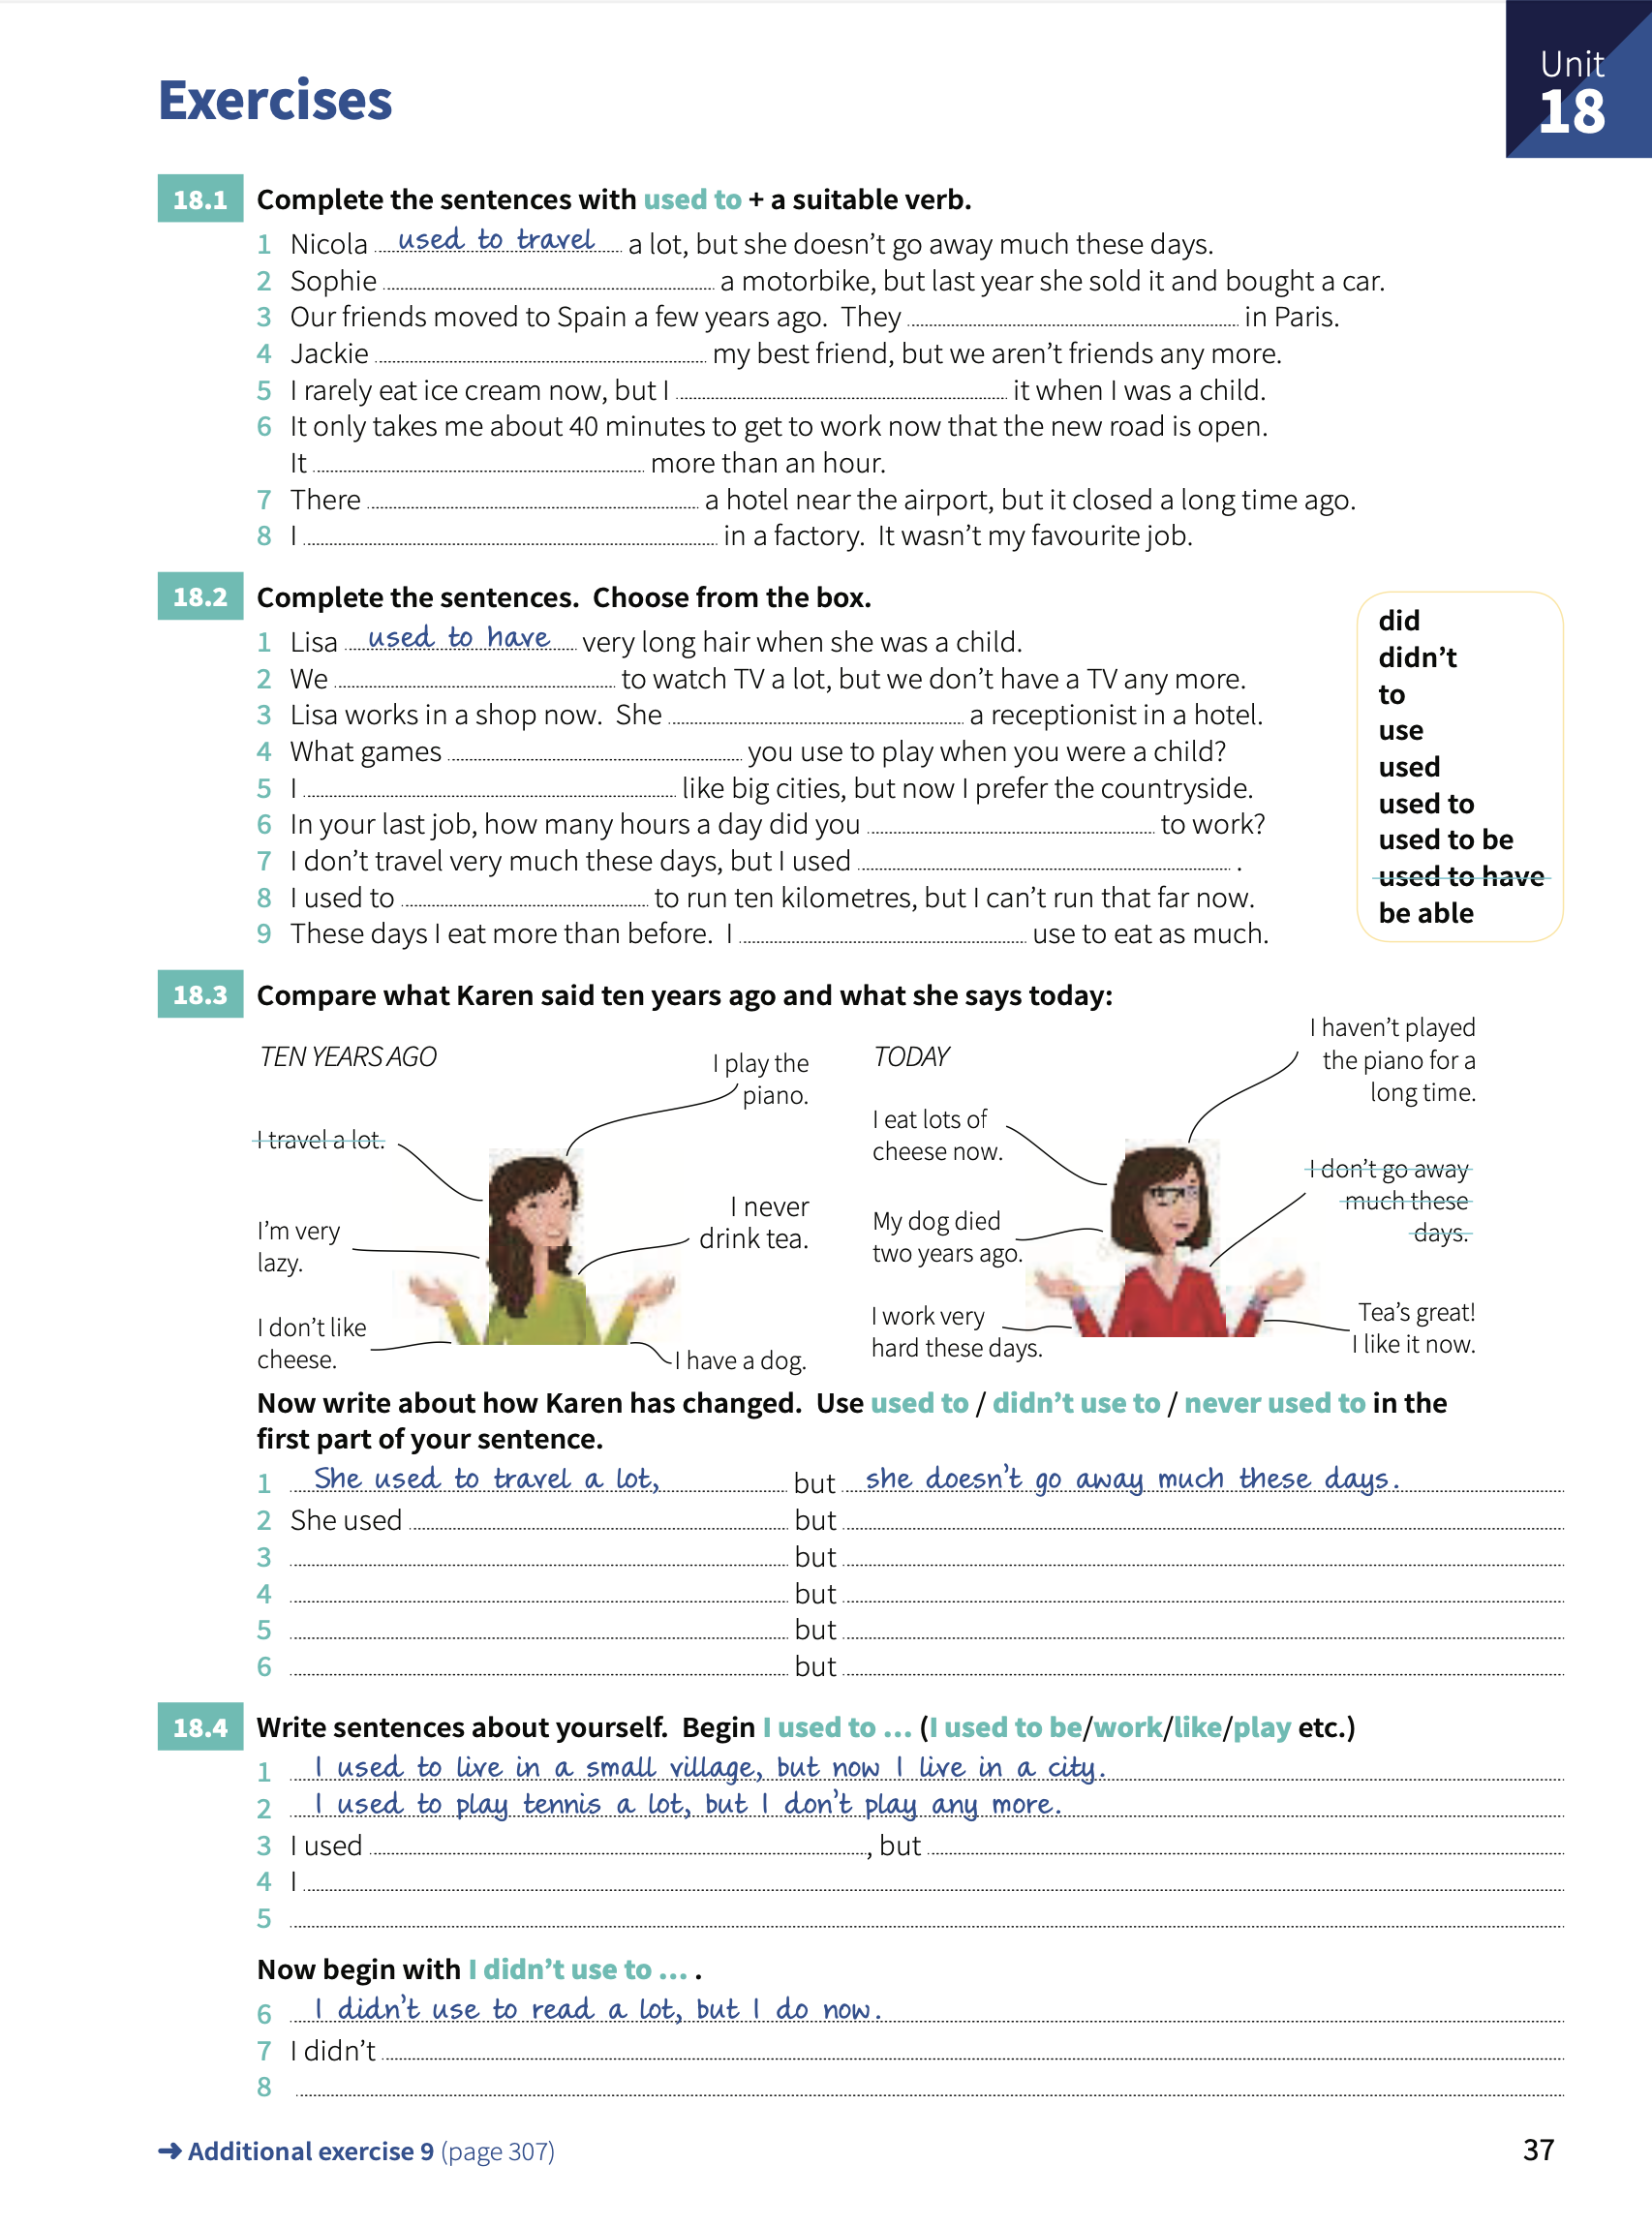 Unit
18
Exercises
18.1 Complete the sentences with used to + a suitable verb.
1 Nicola used to travel a lot, but she doesn’t go away much these days.
2 Sophie a motorbike, but last year she sold it and bought a car.
3 Our friends moved to Spain a few years ago. They in Paris.
4 Jackie my best friend, but we aren’t friends any more.
5 I rarely eat ice cream now, but I it when I was a child.
6 It only takes me about 40 minutes to get to work now that the new road is open.
It more than an hour.
7 There a hotel near the airport, but it closed a long time ago.
8 I in a factory. It wasn’t my favourite job.
18.2 Complete the sentences. Choose from the box.
1 Lisa used to have very long hair when she was a child.
2 We to watch TV a lot, but we don’t have a TV any more.
3 Lisa works in a shop now. She a receptionist in a hotel.
4 What games you use to play when you were a child?
5 I like big cities, but now I prefer the countryside.
6 In your last job, how many hours a day did you to work?
7 I don’t travel very much these days, but I used .
8 I used to to run ten kilometres, but I can’t run that far now.
9 These days I eat more than before. I use to eat as much.
did
didn’t
to
use
used
used to
used to be
used to have
be able
18.3 Compare what Karen said ten years ago and what she says today:
TEN YEARS AGO
I play the
piano.
I travel a lot.
I’m very
lazy.
I never
drink tea.
I don’t like
cheese.
I have a dog.
TODAY
I haven’t played
the piano for a
long time.
I eat lots of
cheese now.
I don’t go away
much these
days.
My dog died
two years ago.
I work very
hard these days.
Tea’s great!
I like it now.
Now write about how Karen has changed. Use used to / didn’t use to / never used to in the
first part of your sentence.
1 She used to travel a lot, but she doesn’t go away much these days.
2 She used but
3 but
4 but
5 but
6 but
18.4 Write sentences about yourself. Begin I used to … (I used to be/work/like/play etc.)
1 I used to live in a small village, but now I live in a city.
2 I used to play tennis a lot, but I don’t play any more.
3 I used , but
4 I
5
Now begin with I didn’t use to … .
6 I didn’t use to read a lot, but I do now.
7 I didn’t
8
➜ Additional exercise 9 (page 307)
37